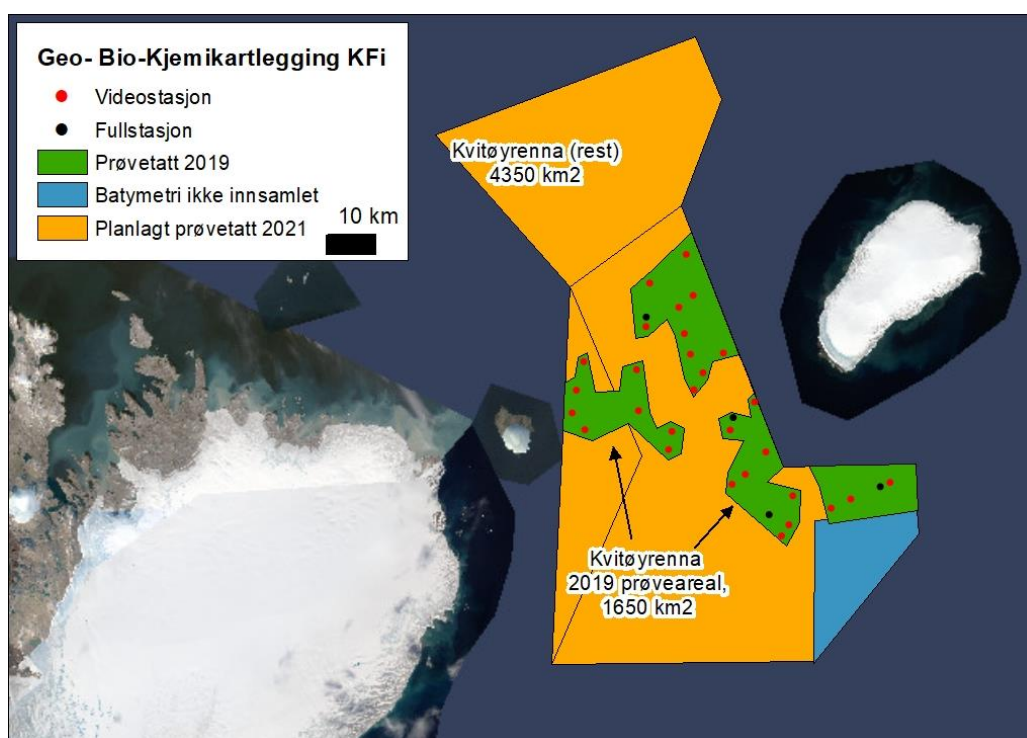 Geo- Bio-Kjemikartlegging KFi
Videostasjon
Fullstasjon
Prøvetatt 2019
Batymetri ikke innsamlet
Planlagt prøvetatt 2021
10 km
Kvitøyrenna (rest)
4350 km2
Kvitøyrenna
2019 prøveareal,
1650 km2